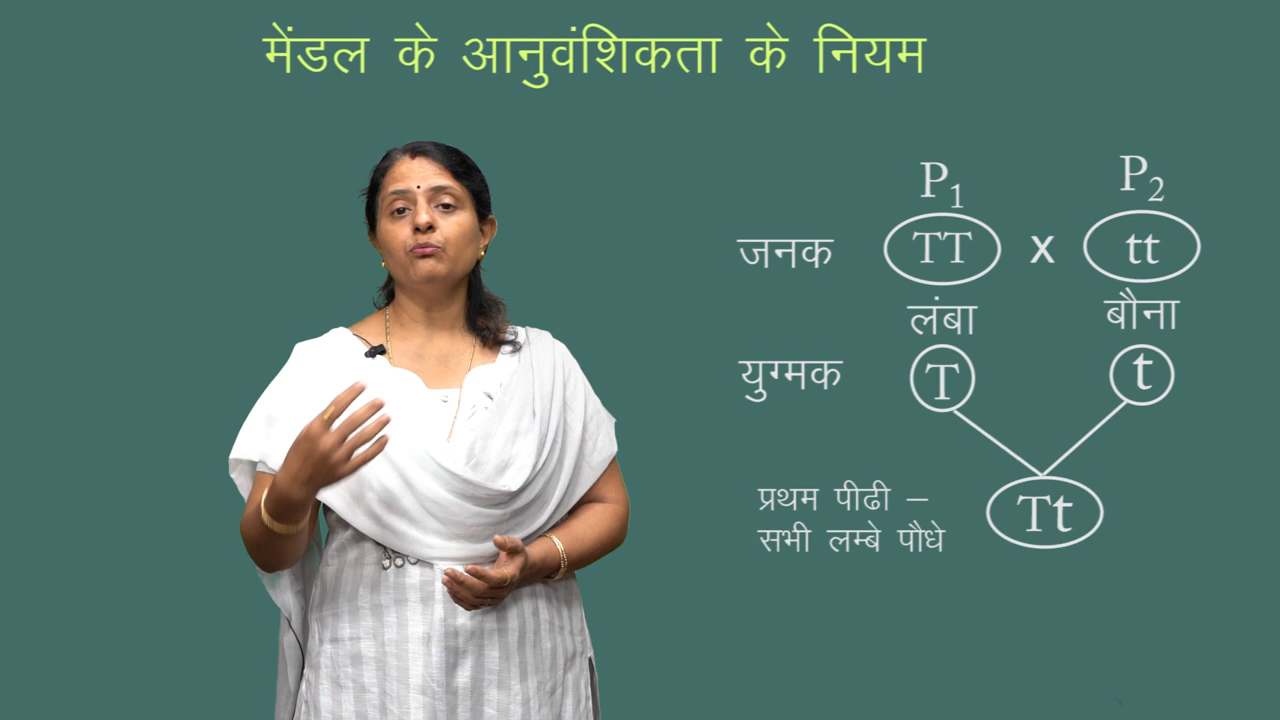 मेंडल के आनुवंशिकता के नियम
P₁ P₂
जनक TT x tt
लंबा बौना
युग्मक T t
प्रथम पीढी – Tt
सभी लम्बे पौधे